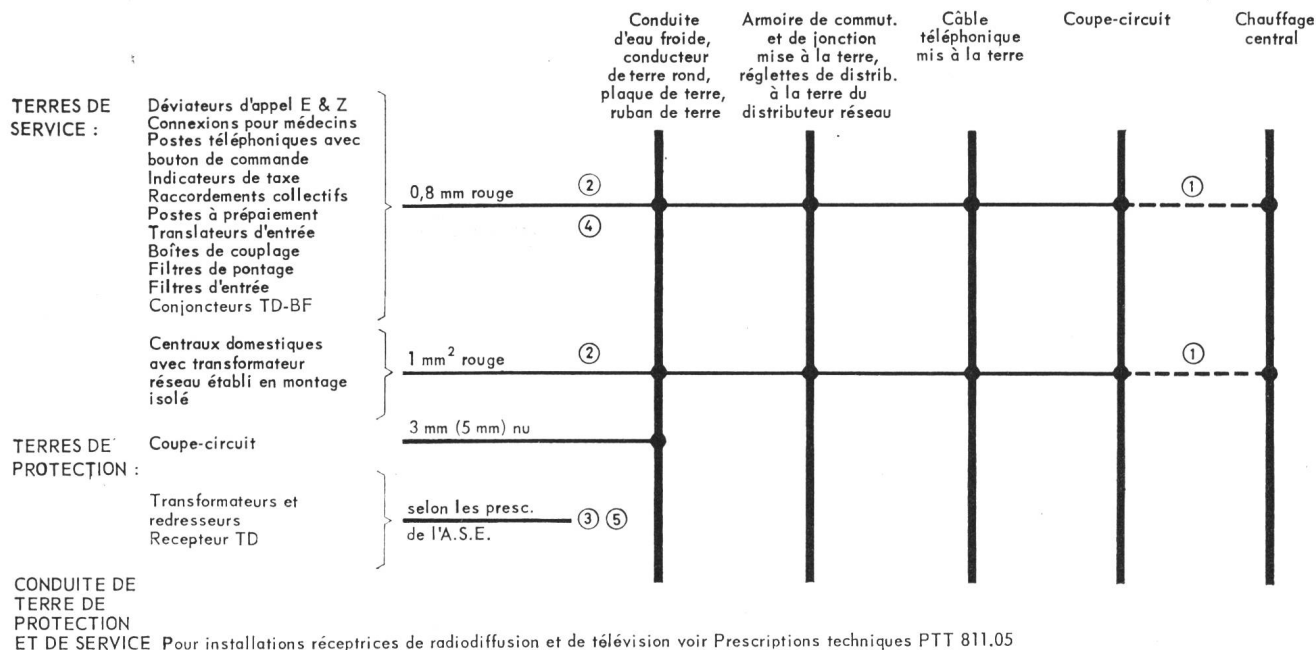 Conduite
d'eau froide,
conducteur
de terre rond,
plaque de terre,
ruban de terre
Armoire de commut.
et de jonction
mise à la terre,
réglettes de distrib.
à la terre du
distributeur réseau
Câble
téléphonique
mis à la terre
Coupe-circuit
Chauffage
central
TERRES DE
SERVICE :
Déviateurs d'appel E & Z
Connexions pour médecins
Postes téléphoniques avec
bouton de commande
Indicateurs de taxe
Raccordements collectifs
Postes à prépaiement
Translateurs d'entrée
Boîtes de couplage
Filtres de pontage
Filtres d'entrée
Conjoncteurs TD-BF
0,8 mm rouge
②
④
①
Centraux domestiques
avec transformateur
réseau établi en montage
isolé
1 mm² rouge
②
①
TERRES DE
PROTECTION :
Coupe-circuit
3 mm (5 mm) nu
Transformateurs et
redresseurs
Recepteur TD
selon les presc.
de l'A.S.E.
③ ⑤
CONDUITE DE
TERRE DE
PROTECTION
ET DE SERVICE Pour installations réceptrices de radiodiffusion et de télévision voir Prescriptions techniques PTT 811.05